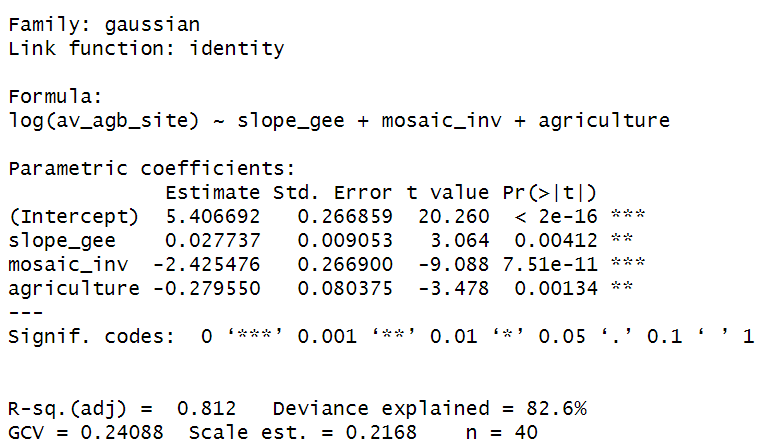 Family: gaussian
Link function: identity

Formula:
log(av_agb_site) ~ slope_gee + mosaic_inv + agriculture

Parametric coefficients:
             Estimate Std. Error t value Pr(>|t|)
(Intercept)  5.406692   0.266859  20.260  < 2e-16 ***
slope_gee    0.027737   0.009053   3.064  0.00412 **
mosaic_inv  -2.425476   0.266900  -9.088 7.51e-11 ***
agriculture -0.279550   0.080375  -3.478  0.00134 **
---
Signif. codes:  0 ‘***’ 0.001 ‘**’ 0.01 ‘*’ 0.05 ‘.’ 0.1 ‘ ’ 1

R-sq.(adj) =  0.812   Deviance explained = 82.6%
GCV = 0.24088  Scale est. = 0.2168    n = 40